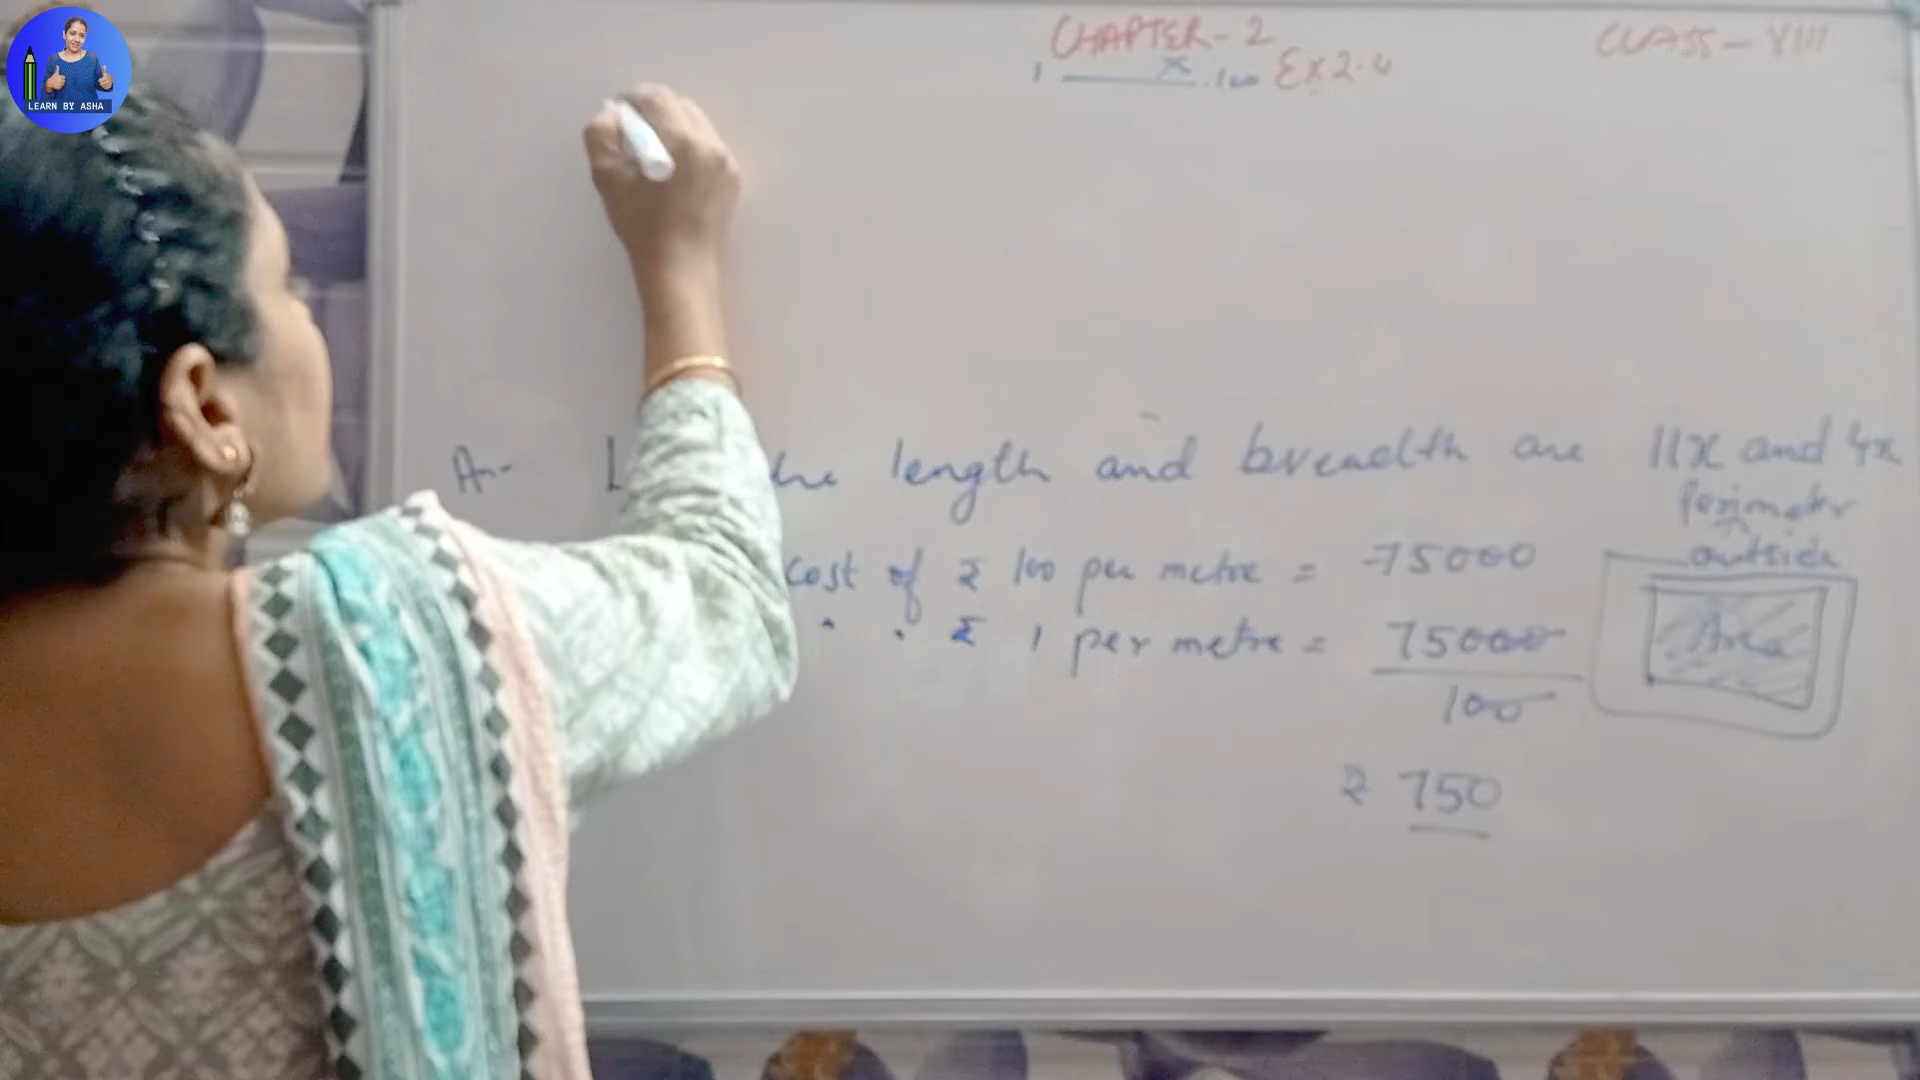 LEARN BY ASHA
CHAPTER - 2
CLASS - VIII
1 x 100 Ex 2.4
An- the length and breadth are 11x and 4x
Perimeter
outside
cost of ₹ 100 per metre = 75000
" " ₹ 1 per metre = 75000
100
Area
₹ 750